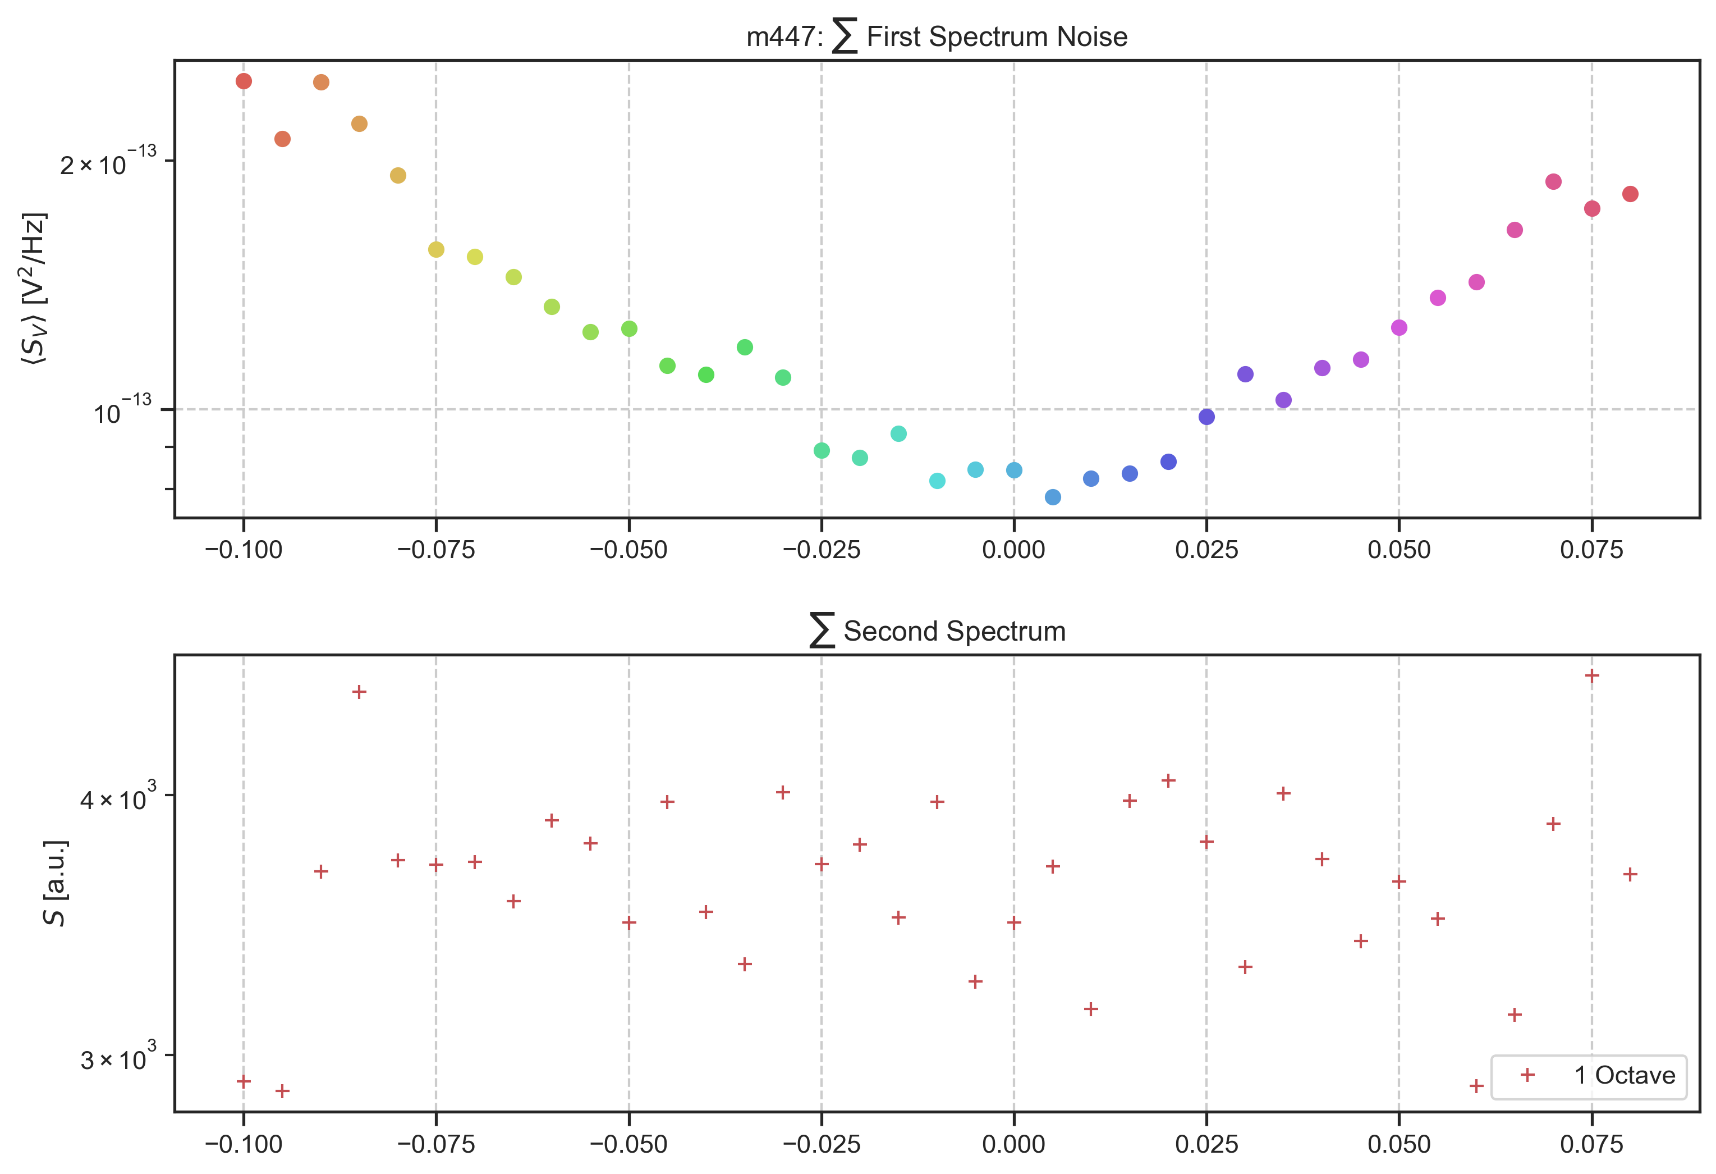 m447: ∑ First Spectrum Noise
⟨S_V⟩ [V²/Hz]
2 × 10⁻¹³
10⁻¹³
−0.100 −0.075 −0.050 −0.025 0.000 0.025 0.050 0.075
∑ Second Spectrum
S [a.u.]
4 × 10³
3 × 10³
1 Octave
−0.100 −0.075 −0.050 −0.025 0.000 0.025 0.050 0.075